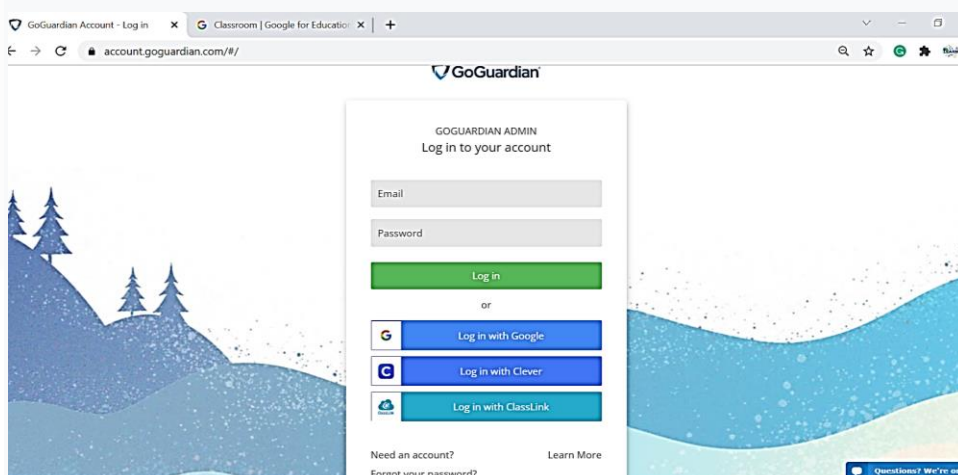 GoGuardian Account - Log in
Classroom | Google for Education
account.goguardian.com/#/
GoGuardian
GOGUARDIAN ADMIN
Log in to your account
Email
Password
Log in
or
G Log in with Google
C Log in with Clever
Log in with ClassLink
Need an account? Learn More
Forgot your password?
Questions? We're